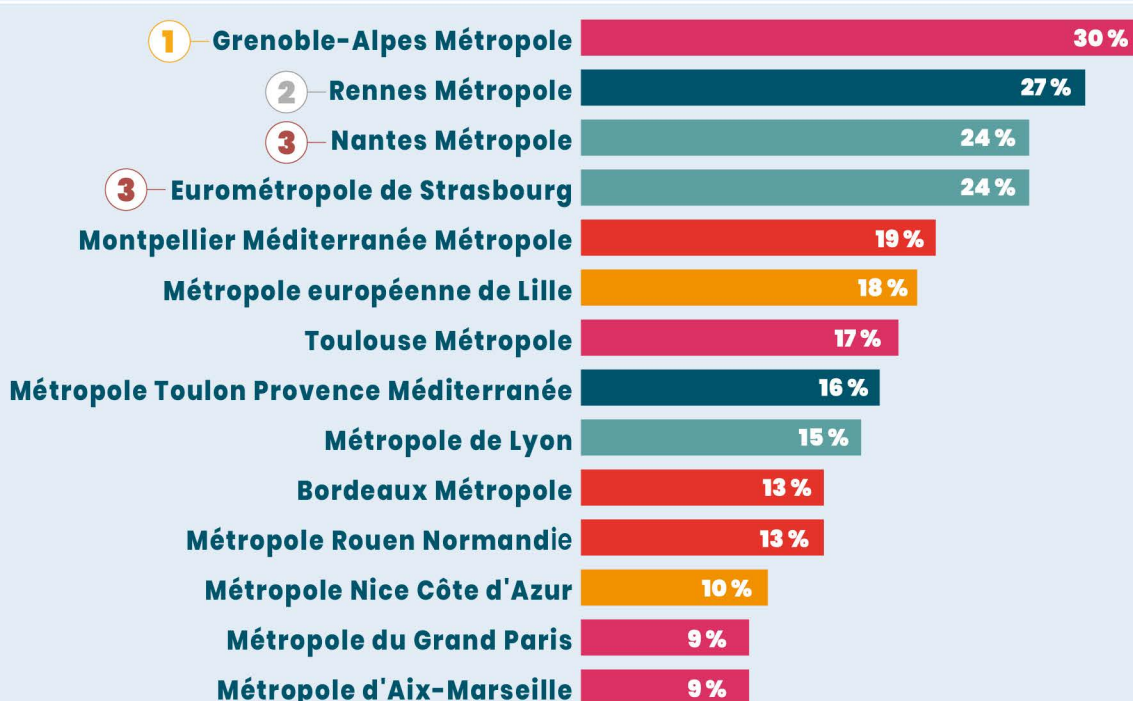 1 Grenoble-Alpes Métropole 30 %
2 Rennes Métropole 27 %
3 Nantes Métropole 24 %
3 Eurométropole de Strasbourg 24 %
Montpellier Méditerranée Métropole 19 %
Métropole européenne de Lille 18 %
Toulouse Métropole 17 %
Métropole Toulon Provence Méditerranée 16 %
Métropole de Lyon 15 %
Bordeaux Métropole 13 %
Métropole Rouen Normandie 13 %
Métropole Nice Côte d'Azur 10 %
Métropole du Grand Paris 9 %
Métropole d'Aix-Marseille 9 %